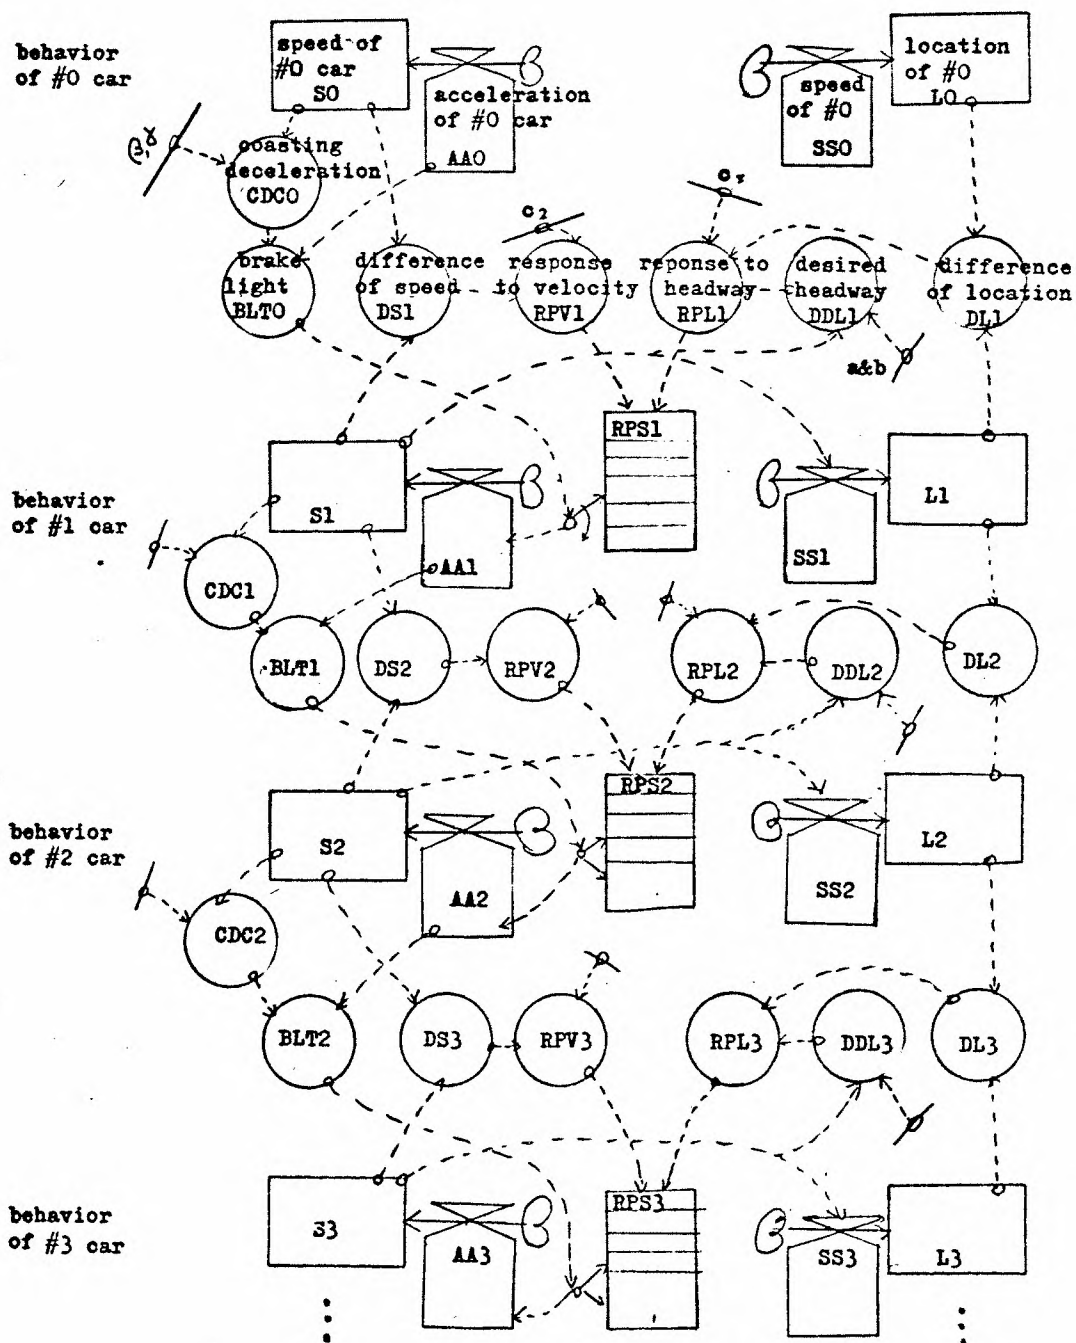 behavior
of #0 car
speed of
#0 car
S0
acceleration
of #0 car
AA0
speed
of #0
SS0
location
of #0
L0
β,γ
coasting
deceleration
CDC0
c2
brake
light
BLT0
difference
of speed
DS1
response
to velocity
RPV1
reponse to
headway
RPL1
desired
headway
DDL1
difference
of location
DL1
a&b
behavior
of #1 car
S1
AA1
RPS1
SS1
L1
CDC1
BLT1
DS2
RPV2
RPL2
DDL2
DL2
behavior
of #2 car
S2
AA2
RPS2
SS2
L2
CDC2
BLT2
DS3
RPV3
RPL3
DDL3
DL3
behavior
of #3 car
S3
AA3
RPS3
SS3
L3